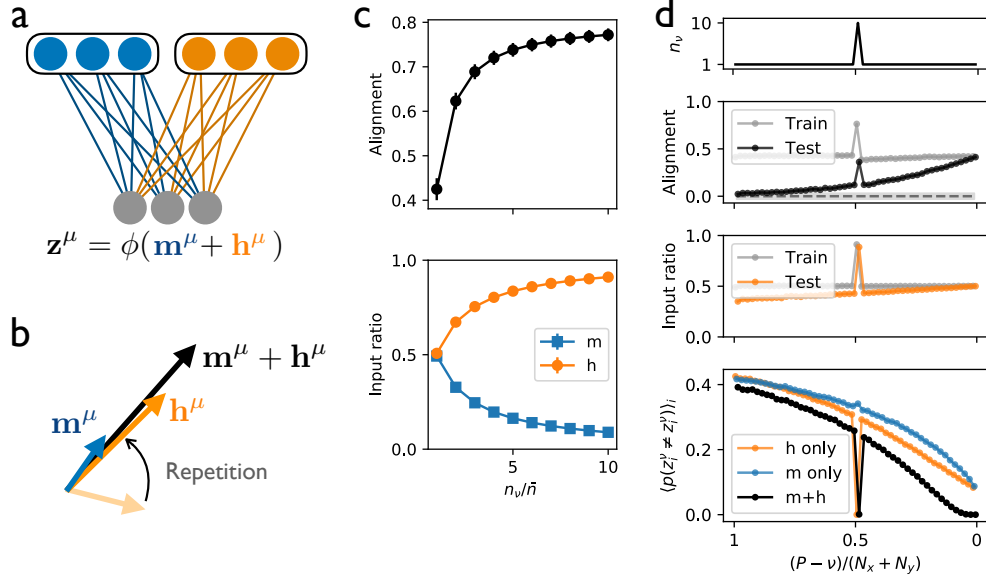 a
z^μ = ϕ(m^μ + h^μ)
b
m^μ + h^μ
m^μ
h^μ
Repetition
c
Alignment
0.8
0.7
0.6
0.5
0.4
Input ratio
1.0
0.5
0.0
m
h
5
10
n_ν/n̄
d
n_ν
10
1
Alignment
1.0
0.5
0.0
Train
Test
Input ratio
1.0
0.5
0.0
Train
Test
⟨p(z_i^ν ≠ z_i^ν)⟩_i
0.4
0.2
0.0
h only
m only
m+h
1
0.5
0
(P − ν)/(N_x + N_y)